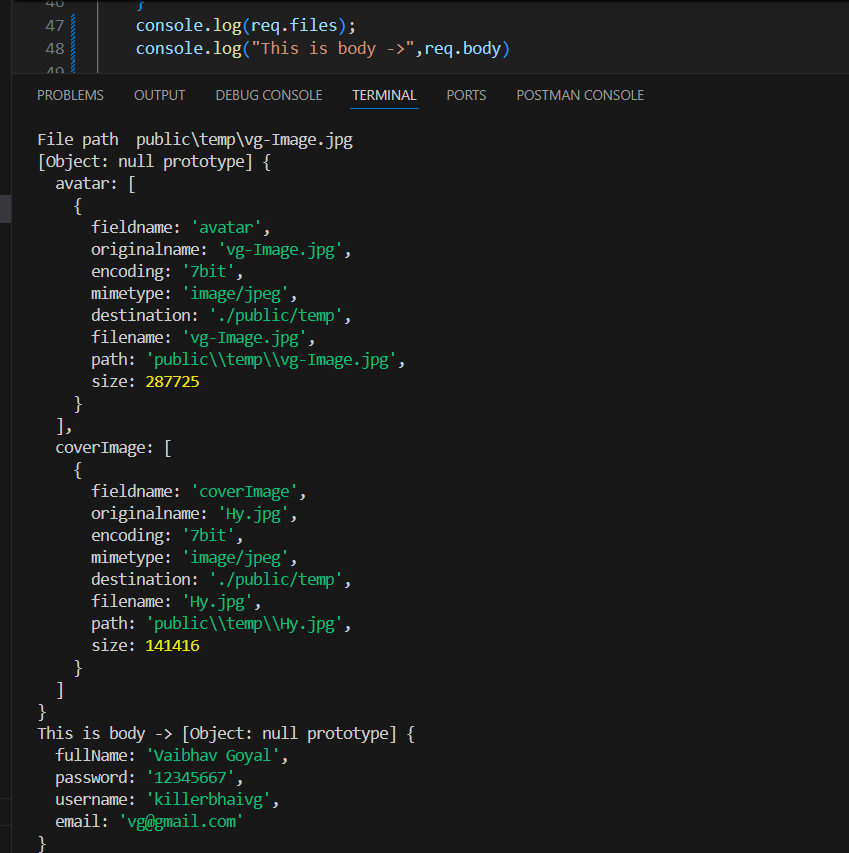 46 }
47 console.log(req.files);
48 console.log("This is body ->",req.body)
49
PROBLEMS OUTPUT DEBUG CONSOLE TERMINAL PORTS POSTMAN CONSOLE
File path  public\temp\vg-Image.jpg
[Object: null prototype] {
  avatar: [
    {
      fieldname: 'avatar',
      originalname: 'vg-Image.jpg',
      encoding: '7bit',
      mimetype: 'image/jpeg',
      destination: './public/temp',
      filename: 'vg-Image.jpg',
      path: 'public\\temp\\vg-Image.jpg',
      size: 287725
    }
  ],
  coverImage: [
    {
      fieldname: 'coverImage',
      originalname: 'Hy.jpg',
      encoding: '7bit',
      mimetype: 'image/jpeg',
      destination: './public/temp',
      filename: 'Hy.jpg',
      path: 'public\\temp\\Hy.jpg',
      size: 141416
    }
  ]
}
This is body -> [Object: null prototype] {
  fullName: 'Vaibhav Goyal',
  password: '12345667',
  username: 'killerbhaivg',
  email: 'vg@gmail.com'
}